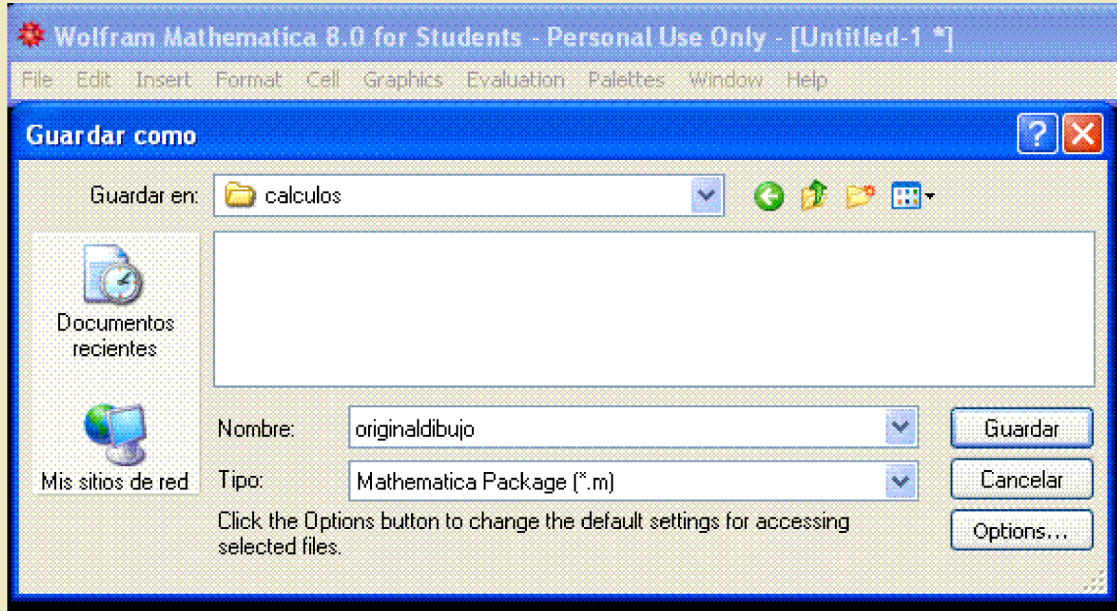 Wolfram Mathematica 8.0 for Students - Personal Use Only - [Untitled-1 *]
File Edit Insert Format Cell Graphics Evaluation Palettes Window Help
Guardar como
Guardar en: calculos
Documentos
recientes
Mis sitios de red
Nombre: originaldibujo
Guardar
Tipo: Mathematica Package (*.m)
Cancelar
Click the Options button to change the default settings for accessing
selected files.
Options...